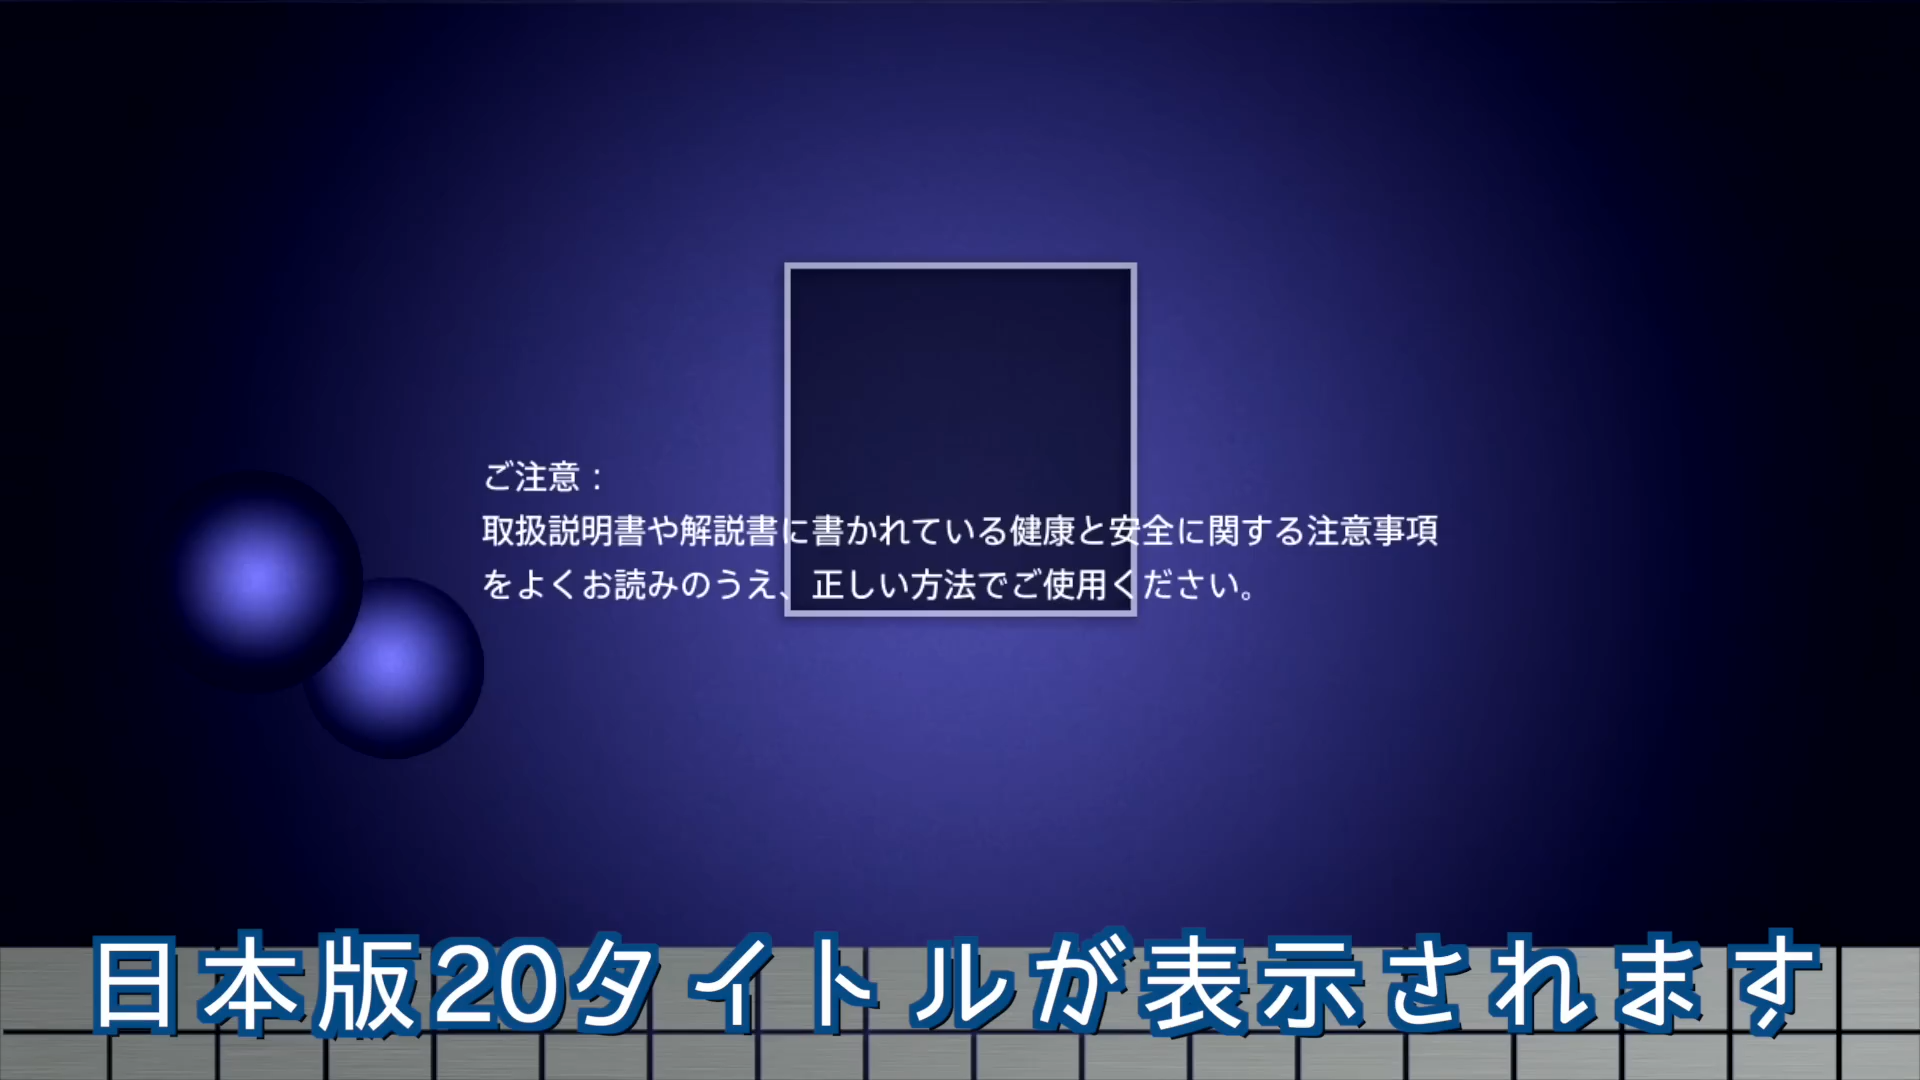 ご注意：
取扱説明書や解説書に書かれている健康と安全に関する注意事項
をよくお読みのうえ、正しい方法でご使用ください。
日本版20タイトルが表示されます